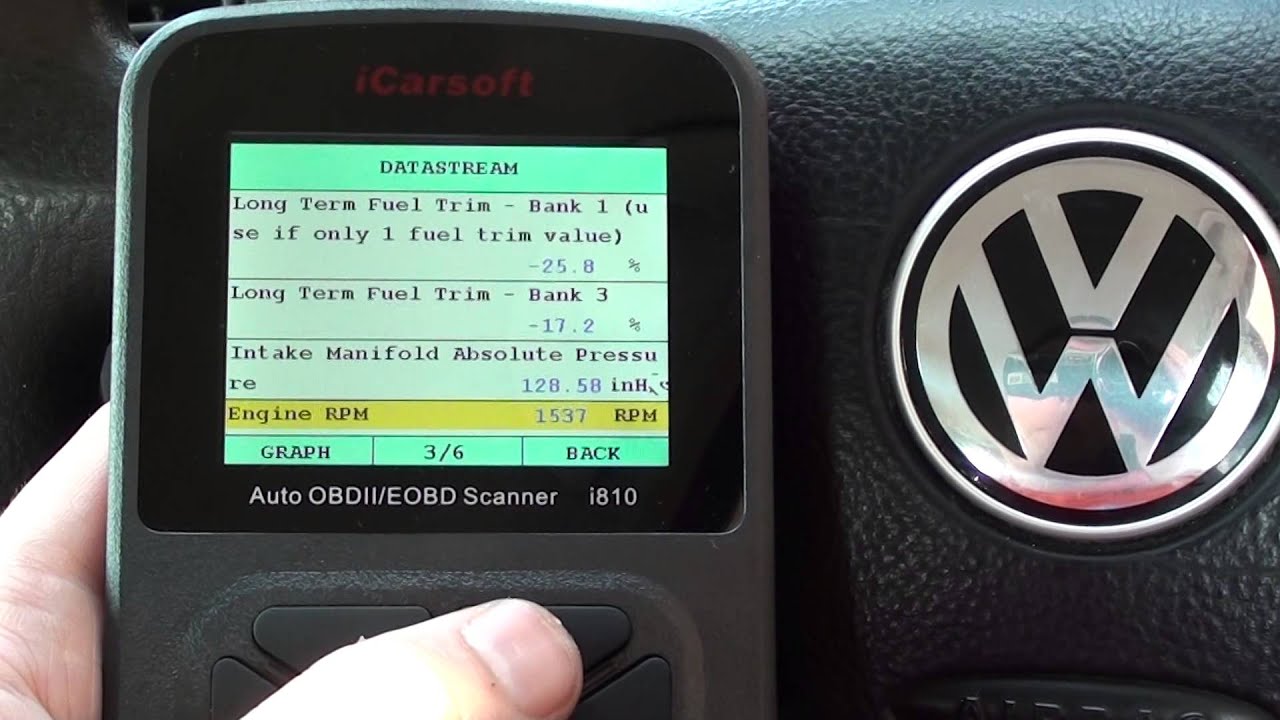 iCarsoft
DATASTREAM
Long Term Fuel Trim - Bank 1 (u
se if only 1 fuel trim value)
-25.8 %
Long Term Fuel Trim - Bank 3
-17.2 %
Intake Manifold Absolute Pressu
re 128.58
Engine RPM 1537 RPM
GRAPH 3/6 BACK
Auto OBDII/EOBD Scanner i810
AIRBAG